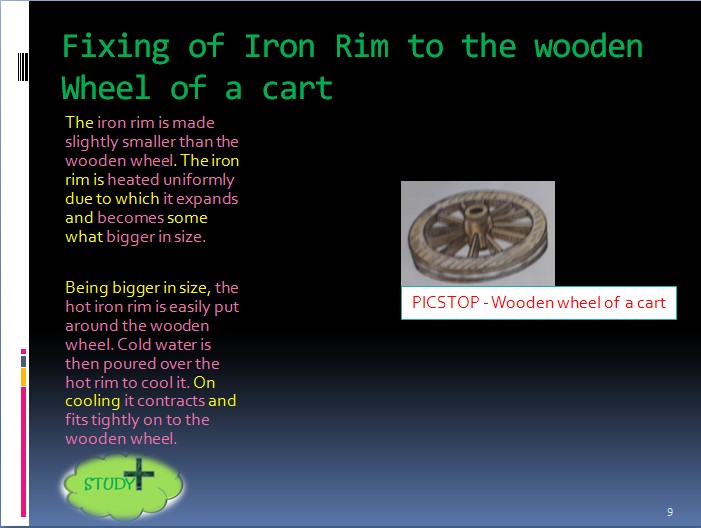 Fixing of Iron Rim to the wooden
Wheel of a cart
The iron rim is made
slightly smaller than the
wooden wheel. The iron
rim is heated uniformly
due to which it expands
and becomes some
what bigger in size.
Being bigger in size, the
hot iron rim is easily put
around the wooden
wheel. Cold water is
then poured over the
hot rim to cool it. On
cooling it contracts and
fits tightly on to the
wooden wheel.
PICSTOP - Wooden wheel of a cart
STUDY+
9